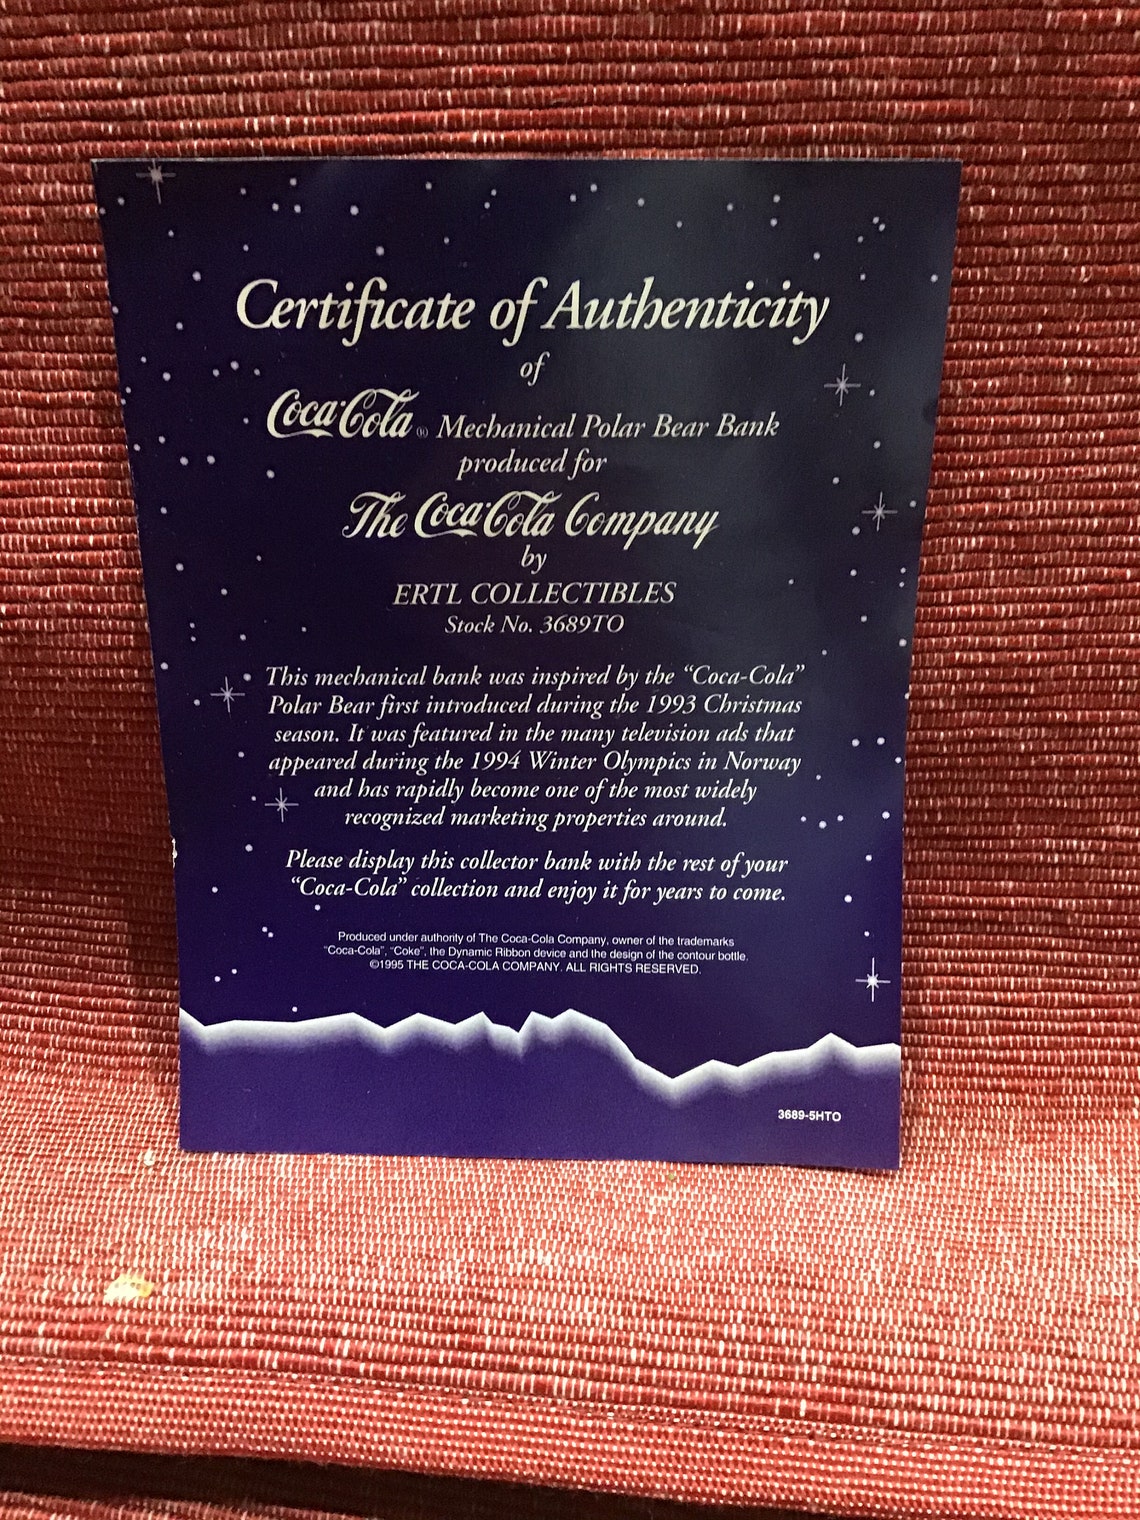 Certificate of Authenticity
of
Coca-Cola® Mechanical Polar Bear Bank
produced for
The Coca-Cola Company
by
ERTL COLLECTIBLES
Stock No. 3689TO
This mechanical bank was inspired by the “Coca-Cola”
Polar Bear first introduced during the 1993 Christmas
season. It was featured in the many television ads that
appeared during the 1994 Winter Olympics in Norway
and has rapidly become one of the most widely
recognized marketing properties around.
Please display this collector bank with the rest of your
“Coca-Cola” collection and enjoy it for years to come.
Produced under authority of The Coca-Cola Company, owner of the trademarks
“Coca-Cola”, “Coke”, the Dynamic Ribbon device and the design of the contour bottle.
©1995 THE COCA-COLA COMPANY. ALL RIGHTS RESERVED.
3689-5HTO